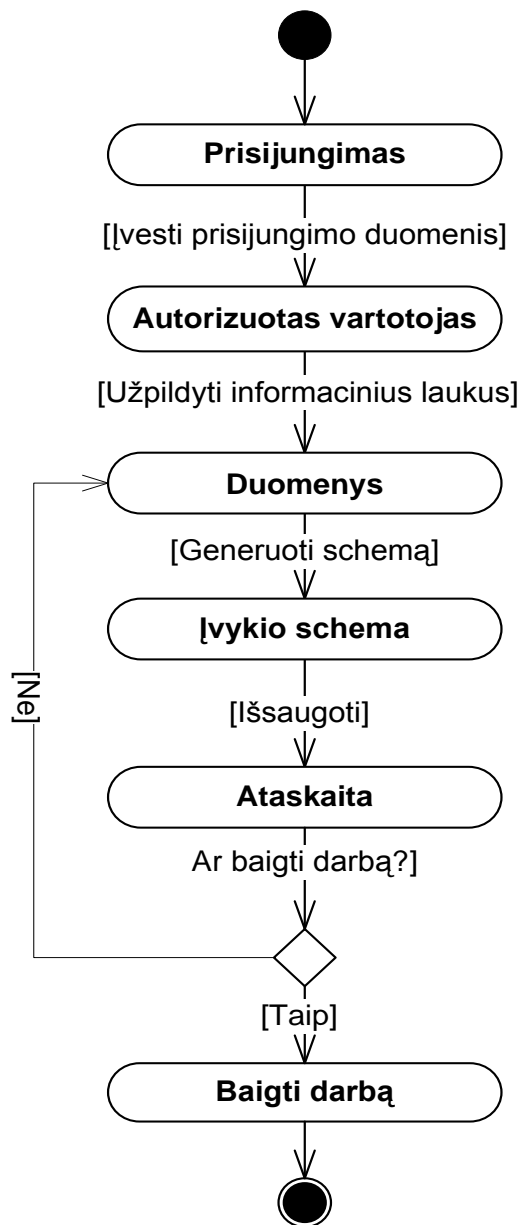 Prisijungimas
[Įvesti prisijungimo duomenis]
Autorizuotas vartotojas
[Užpildyti informacinius laukus]
Duomenys
[Generuoti schemą]
Įvykio schema
[Ne]
[Išsaugoti]
Ataskaita
Ar baigti darbą?]
[Taip]
Baigti darbą